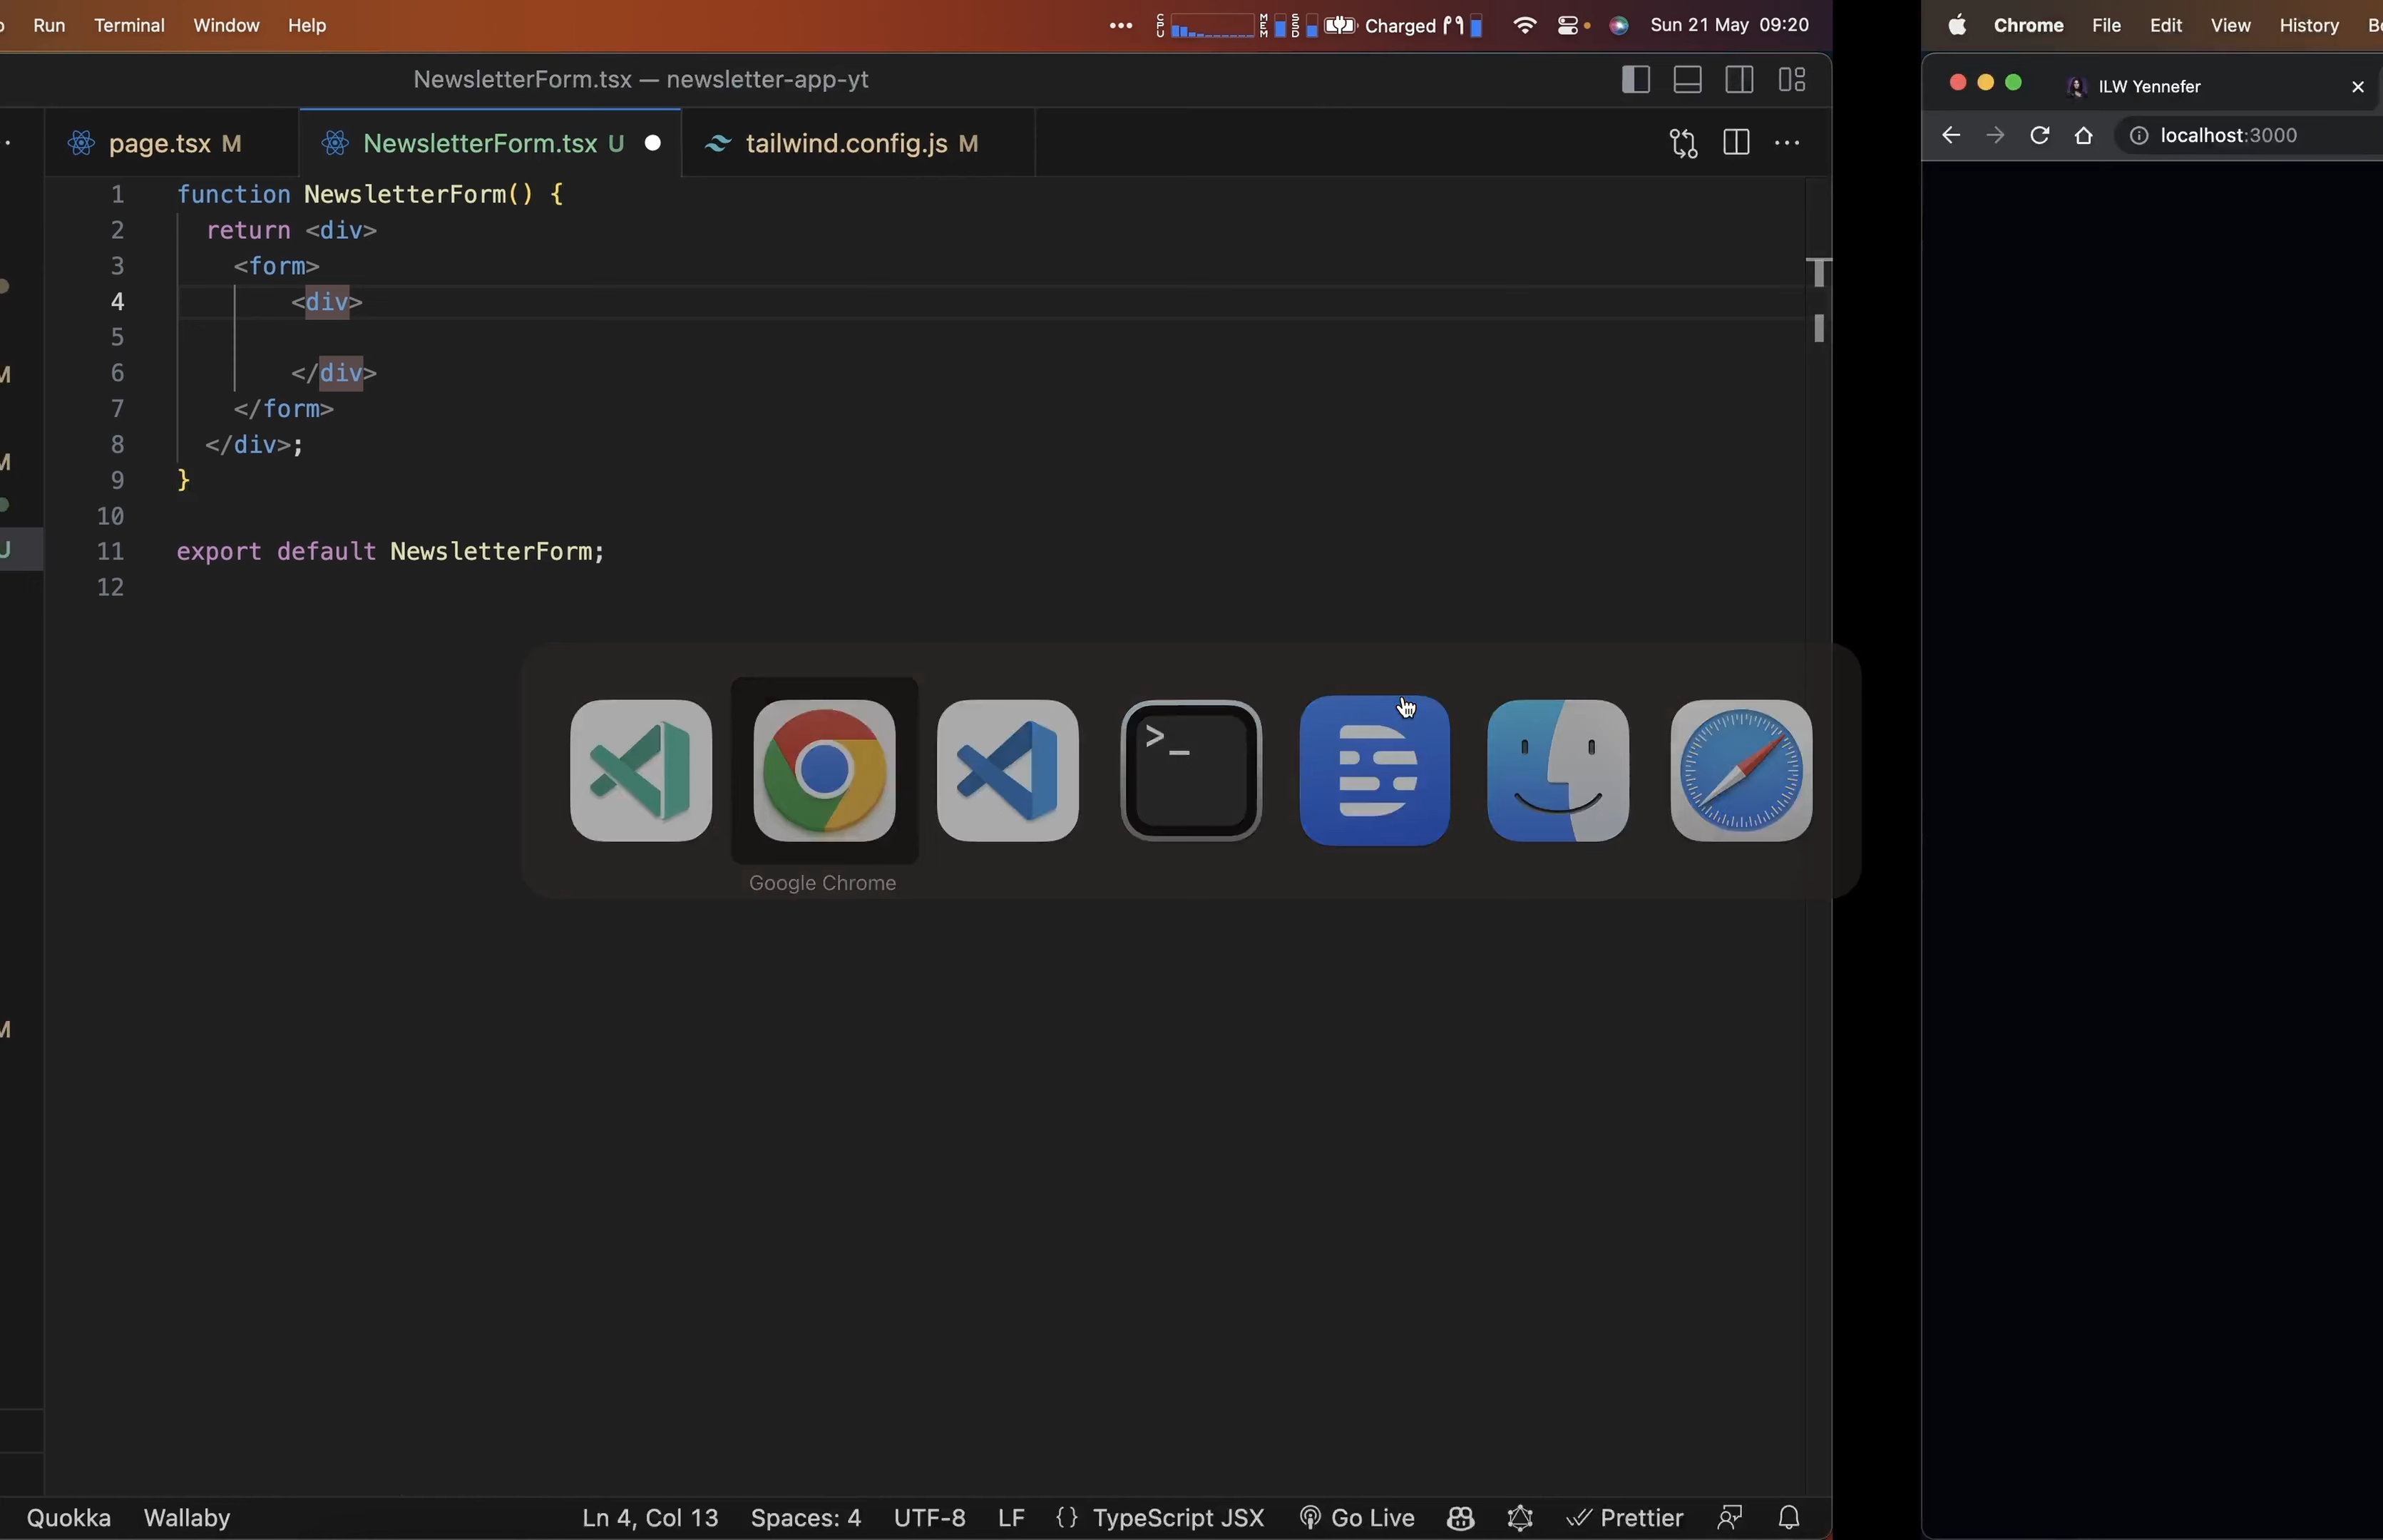 Run Terminal Window Help
CPU MEM SSD Charged Sun 21 May 09:20
NewsletterForm.tsx — newsletter-app-yt
page.tsx M NewsletterForm.tsx U tailwind.config.js M
1 function NewsletterForm() {
2 return <div>
3 <form>
4 <div>
5
6 </div>
7 </form>
8 </div>;
9 }
10
11 export default NewsletterForm;
12
M
M
U
M
>_
Google Chrome
Quokka Wallaby Ln 4, Col 13 Spaces: 4 UTF-8 LF {} TypeScript JSX Go Live Prettier
Chrome File Edit View History
ILW Yennefer
localhost:3000